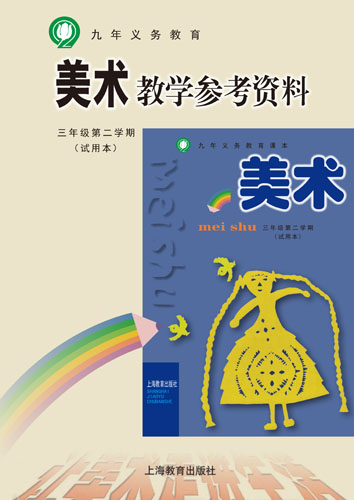 九年义务教育
美术教学参考资料
三年级第二学期
（试用本）
九年义务教育课本
美术
mei shu 三年级第二学期
（试用本）
meishu
上海教育出版社
SHANGHAI
JIAOYU
CHUBANSHE
上海教育出版社